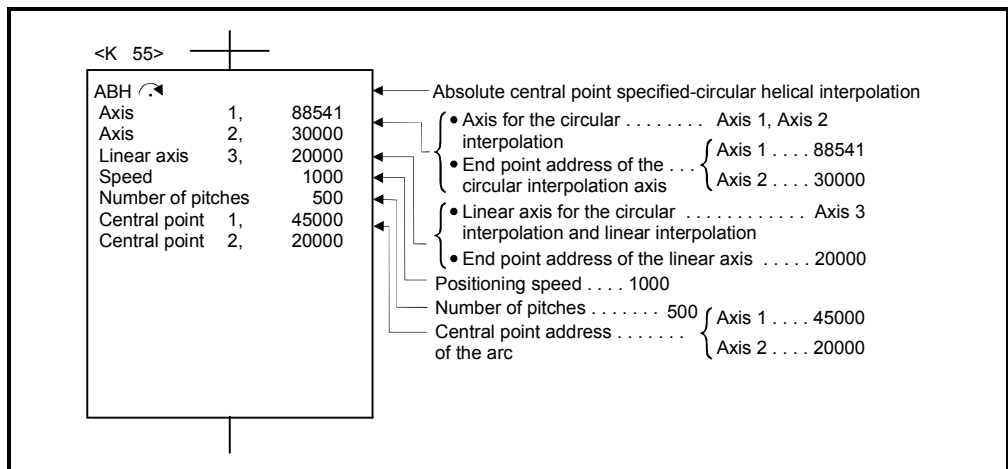 <K 55>
ABH
Axis 1, 88541
Axis 2, 30000
Linear axis 3, 20000
Speed 1000
Number of pitches 500
Central point 1, 45000
Central point 2, 20000
Absolute central point specified-circular helical interpolation
• Axis for the circular . . . . . . . . Axis 1, Axis 2
interpolation
• End point address of the . . .
circular interpolation axis
Axis 1 . . . . 88541
Axis 2 . . . . 30000
• Linear axis for the circular . . . . . . . . . . . . Axis 3
interpolation and linear interpolation
• End point address of the linear axis . . . . . 20000
Positioning speed . . . . 1000
Number of pitches . . . . . . . 500
Central point address . . . . . . .
of the arc
Axis 1 . . . . 45000
Axis 2 . . . . 20000